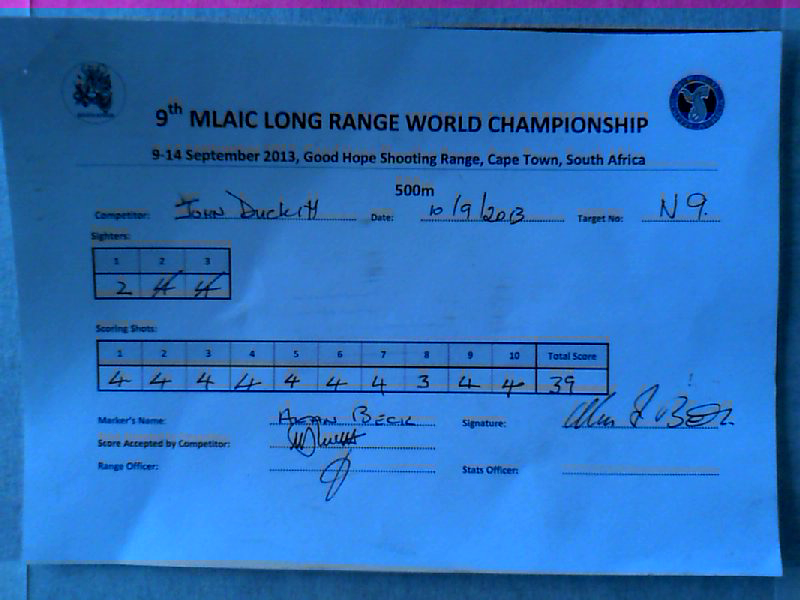 9th MLAIC LONG RANGE WORLD CHAMPIONSHIP
9-14 September 2013, Good Hope Shooting Range, Cape Town, South Africa
500m
Competitor: John Duckitt Date: 10/9/2013 Target No: N 9.
Sighters:
1 2 3
2 4 4
Scoring Shots:
1 2 3 4 5 6 7 8 9 10 Total Score
4 4 4 4 4 4 4 3 4 4 39
Marker's Name: ALAN BECK Signature:
Score Accepted by Competitor:
Range Officer: Stats Officer: